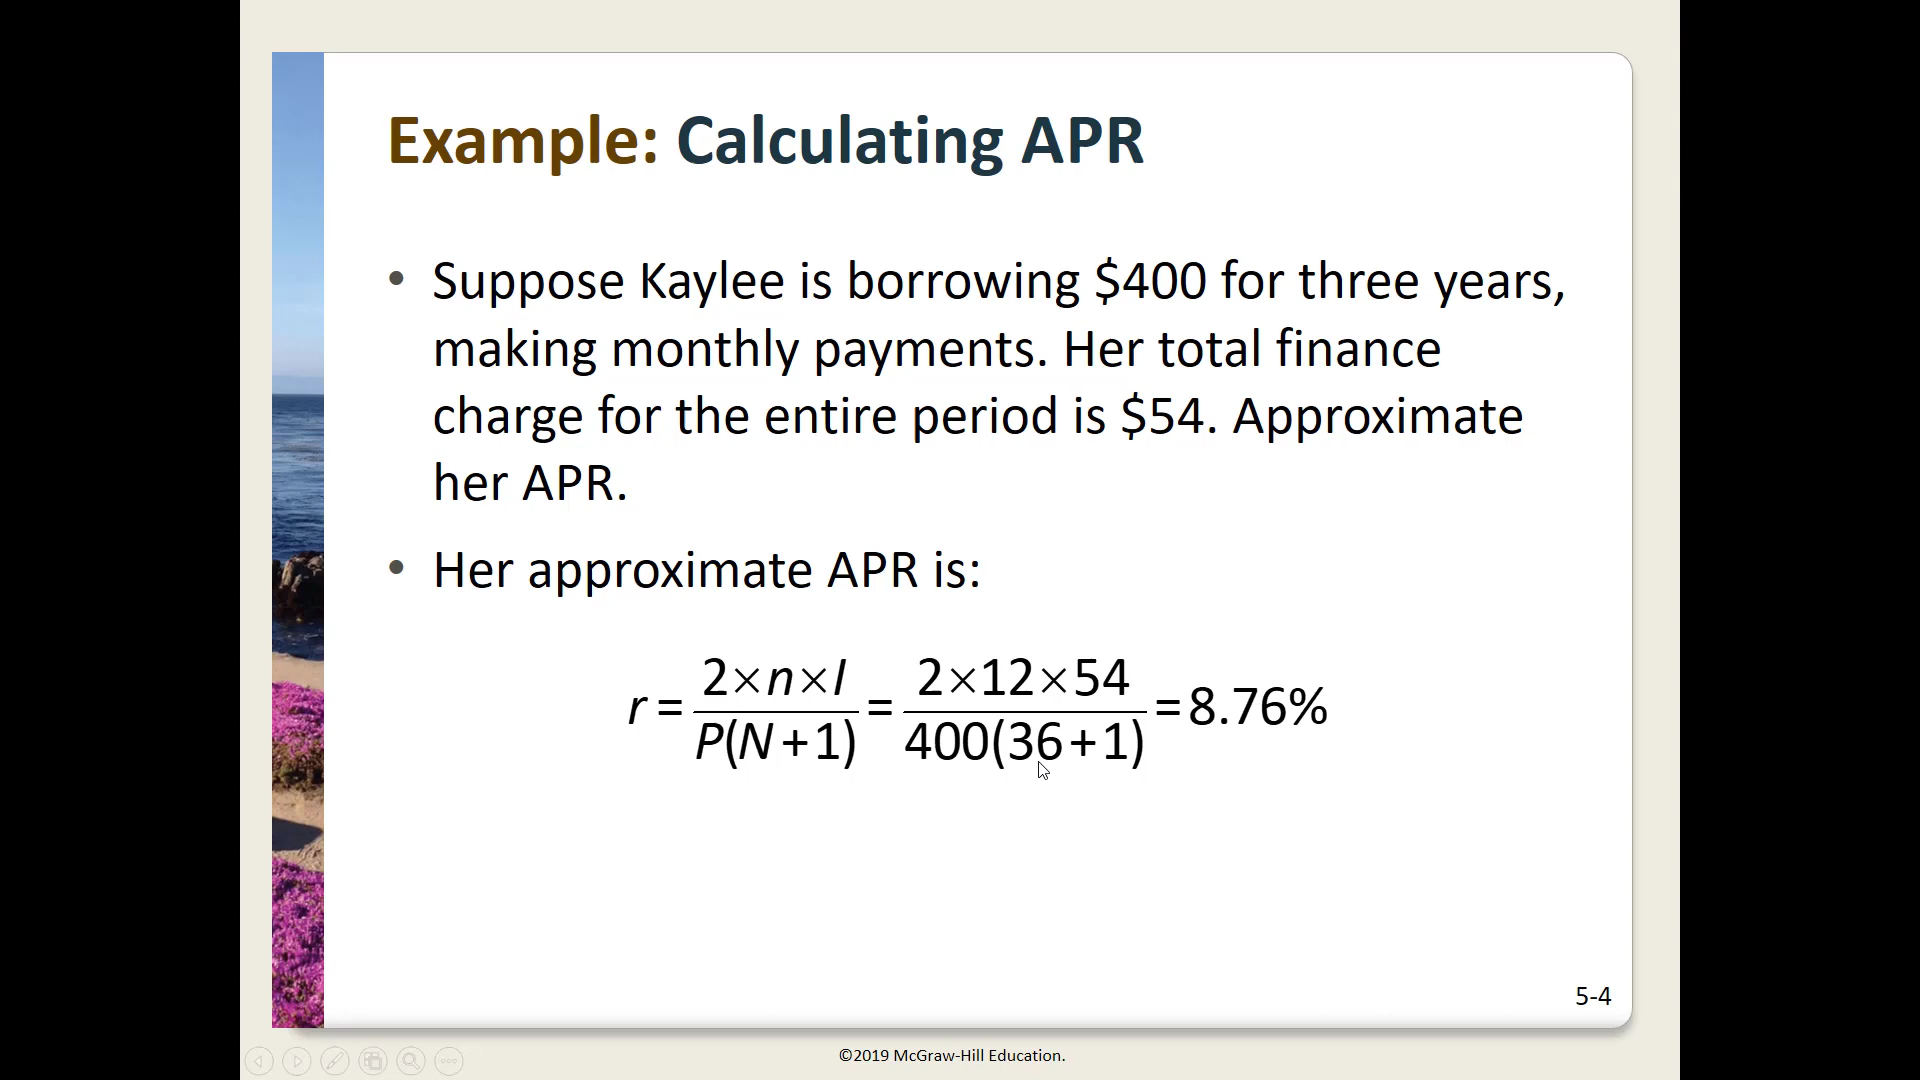 Example: Calculating APR
• Suppose Kaylee is borrowing $400 for three years,
making monthly payments. Her total finance
charge for the entire period is $54. Approximate
her APR.
• Her approximate APR is:
r = 2×n×I / P(N+1) = 2×12×54 / 400(36+1) = 8.76%
5-4
©2019 McGraw-Hill Education.